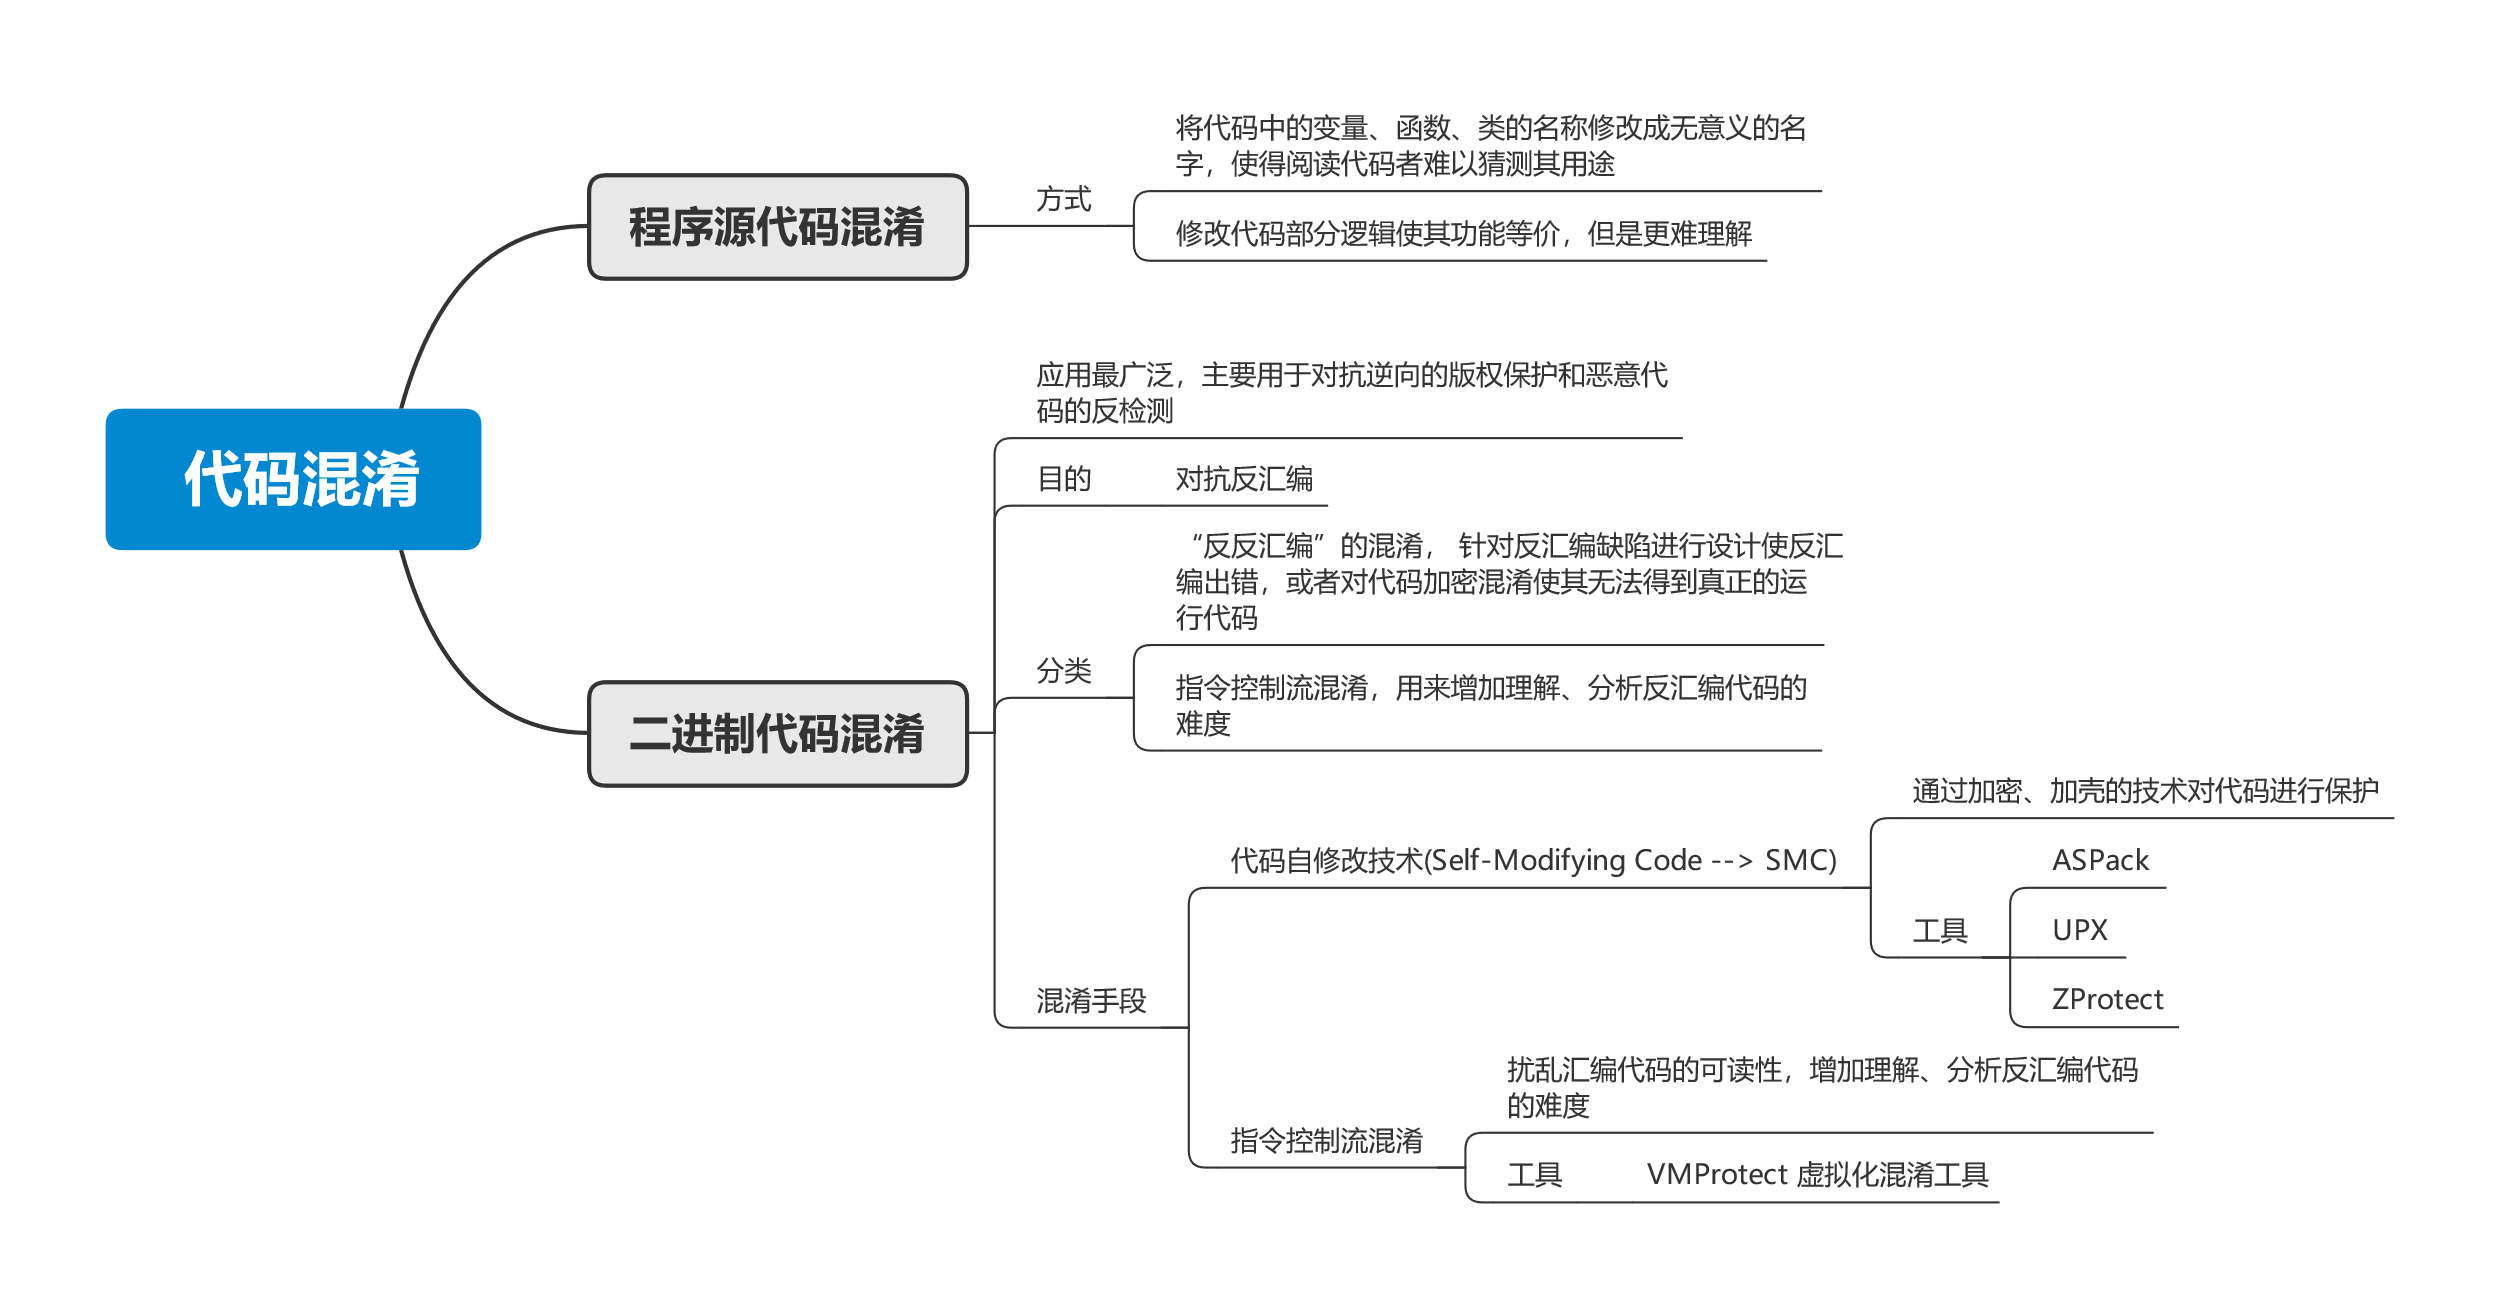 代码混淆
程序源代码混淆
方式
将代码中的变量、函数、类的名称修改成无意义的名
字，使得阅读代码者难以猜测其用途
修改代码部分逻辑使其功能等价，但是更难理解
二进制代码混淆
应用最广泛，主要用于对抗逆向的版权保护和恶意代
码的反检测
目的
对抗反汇编
分类
“反反汇编”的混淆， 针对反汇编缺陷进行设计使反汇
编出错，或者对代码加密混淆使其无法得到真正的运
行代码
指令控制流混淆，用来增加理解、分析反汇编代码的
难度
混淆手段
代码自修改技术(Self-Modifying Code --> SMC)
通过加密、加壳的技术对代码进行保护
工具
ASPack
UPX
ZProtect
指令控制流混淆
扰乱汇编代码的可读性，增加理解、分析反汇编代码
的难度
工具
VMProtect 虚拟化混淆工具